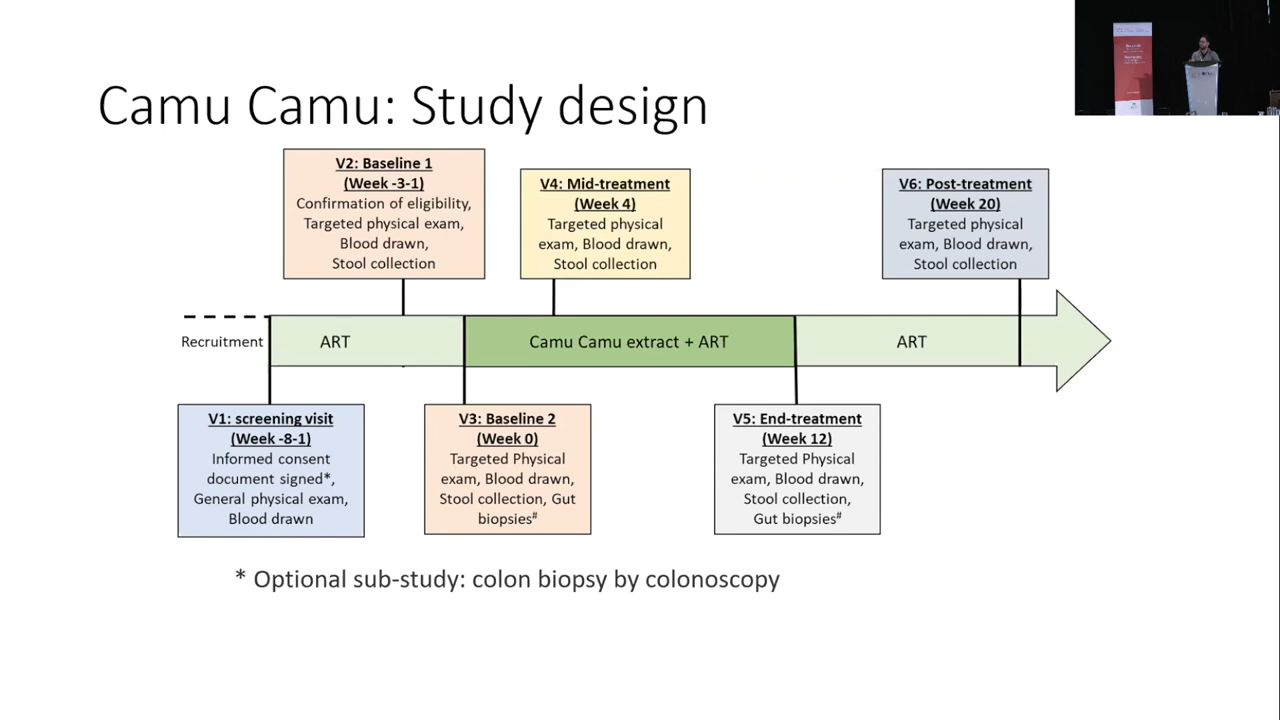 Camu Camu: Study design
V2: Baseline 1
(Week -3-1)
Confirmation of eligibility,
Targeted physical exam,
Blood drawn,
Stool collection
V4: Mid-treatment
(Week 4)
Targeted physical
exam, Blood drawn,
Stool collection
V6: Post-treatment
(Week 20)
Targeted physical
exam, Blood drawn,
Stool collection
Recruitment
ART
Camu Camu extract + ART
ART
V1: screening visit
(Week -8-1)
Informed consent
document signed*,
General physical exam,
Blood drawn
V3: Baseline 2
(Week 0)
Targeted Physical
exam, Blood drawn,
Stool collection, Gut
biopsies#
V5: End-treatment
(Week 12)
Targeted Physical
exam, Blood drawn,
Stool collection,
Gut biopsies#
* Optional sub-study: colon biopsy by colonoscopy